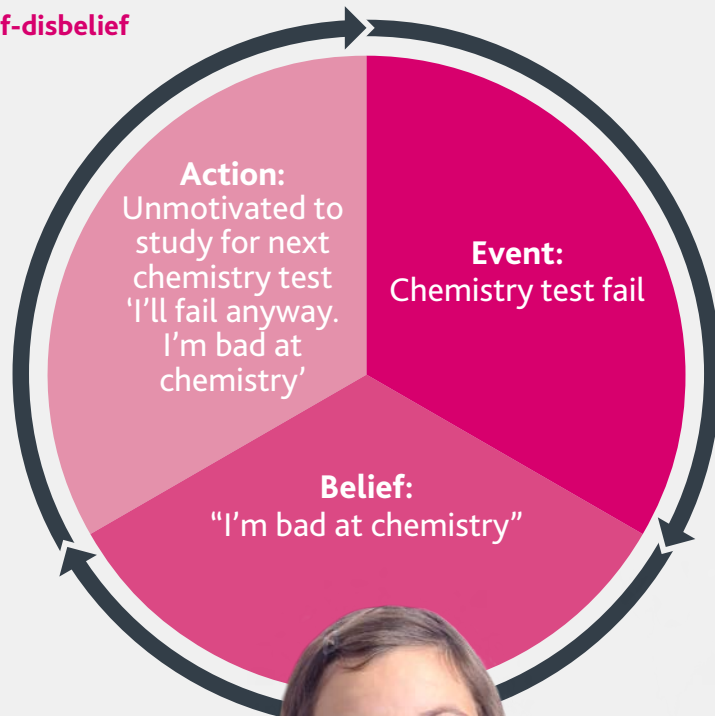 f-disbelief
Action:
Unmotivated to
study for next
chemistry test
‘I’ll fail anyway.
I’m bad at
chemistry’
Event:
Chemistry test fail
Belief:
“I’m bad at chemistry”